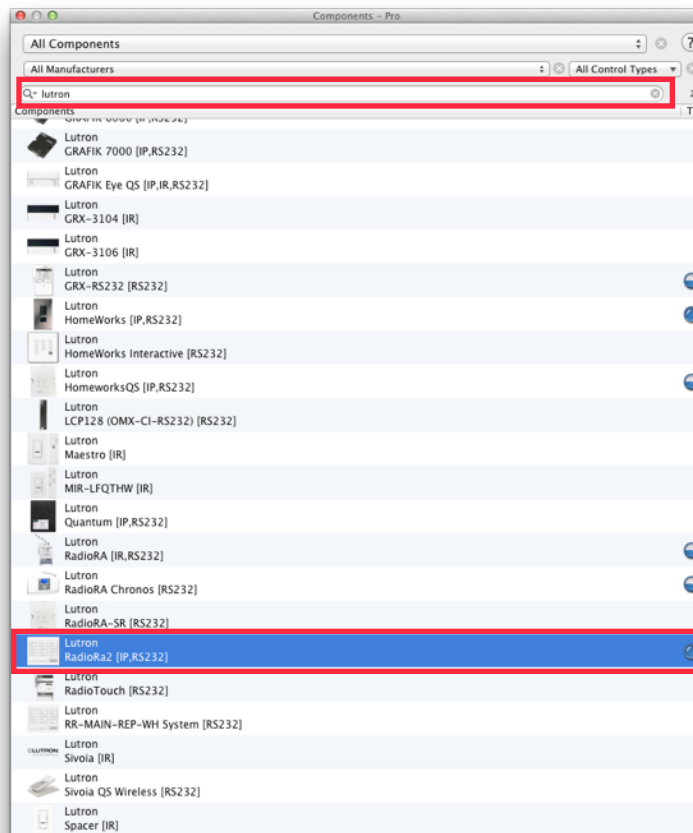 Components - Pro
All Components
?
All Manufacturers
All Control Types
lutron
Components
T
GRAFIK 6000 [IP,RS232]
Lutron
GRAFIK 7000 [IP,RS232]
Lutron
GRAFIK Eye QS [IP,IR,RS232]
Lutron
GRX-3104 [IR]
Lutron
GRX-3106 [IR]
Lutron
GRX-RS232 [RS232]
Lutron
HomeWorks [IP,RS232]
Lutron
HomeWorks Interactive [RS232]
Lutron
HomeworksQS [IP,RS232]
Lutron
LCP128 (OMX-CI-RS232) [RS232]
Lutron
Maestro [IR]
Lutron
MIR-LFQTHW [IR]
Lutron
Quantum [IP,RS232]
Lutron
RadioRA [IR,RS232]
Lutron
RadioRA Chronos [RS232]
Lutron
RadioRA-SR [RS232]
Lutron
RadioRa2 [IP,RS232]
Lutron
RadioTouch [RS232]
Lutron
RR-MAIN-REP-WH System [RS232]
LUTRON
Lutron
Sivoia [IR]
Lutron
Sivoia QS Wireless [RS232]
Lutron
Spacer [IR]